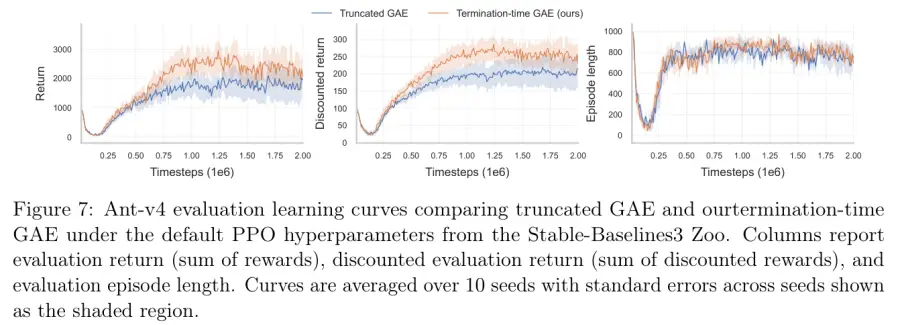 Truncated GAE
Termination-time GAE (ours)
Return
3000
2000
1000
0
0.25 0.50 0.75 1.00 1.25 1.50 1.75 2.00
Timesteps (1e6)
Discounted return
300
250
200
150
100
50
0
0.25 0.50 0.75 1.00 1.25 1.50 1.75 2.00
Timesteps (1e6)
Episode length
1000
800
600
400
200
0
0.25 0.50 0.75 1.00 1.25 1.50 1.75 2.00
Timesteps (1e6)
Figure 7: Ant-v4 evaluation learning curves comparing truncated GAE and ourtermination-time
GAE under the default PPO hyperparameters from the Stable-Baselines3 Zoo. Columns report
evaluation return (sum of rewards), discounted evaluation return (sum of discounted rewards), and
evaluation episode length. Curves are averaged over 10 seeds with standard errors across seeds shown
as the shaded region.